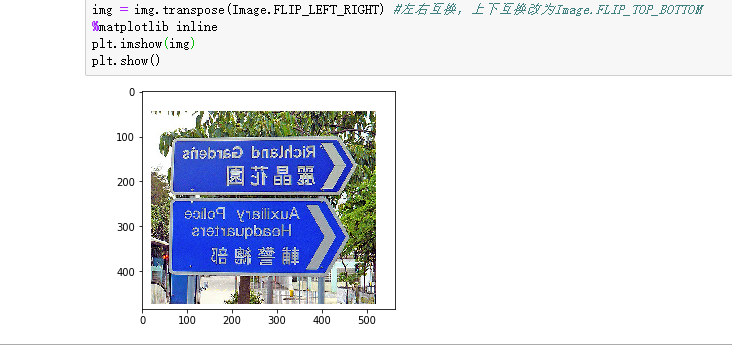 img = img.transpose(Image.FLIP_LEFT_RIGHT) #左右互换，上下互换改为Image.FLIP_TOP_BOTTOM
%matplotlib inline
plt.imshow(img)
plt.show()
0
100
200
300
400
Richland Gardens
麗晶花園
Auxiliary Police
Headquarters
輔警總部
0 100 200 300 400 500